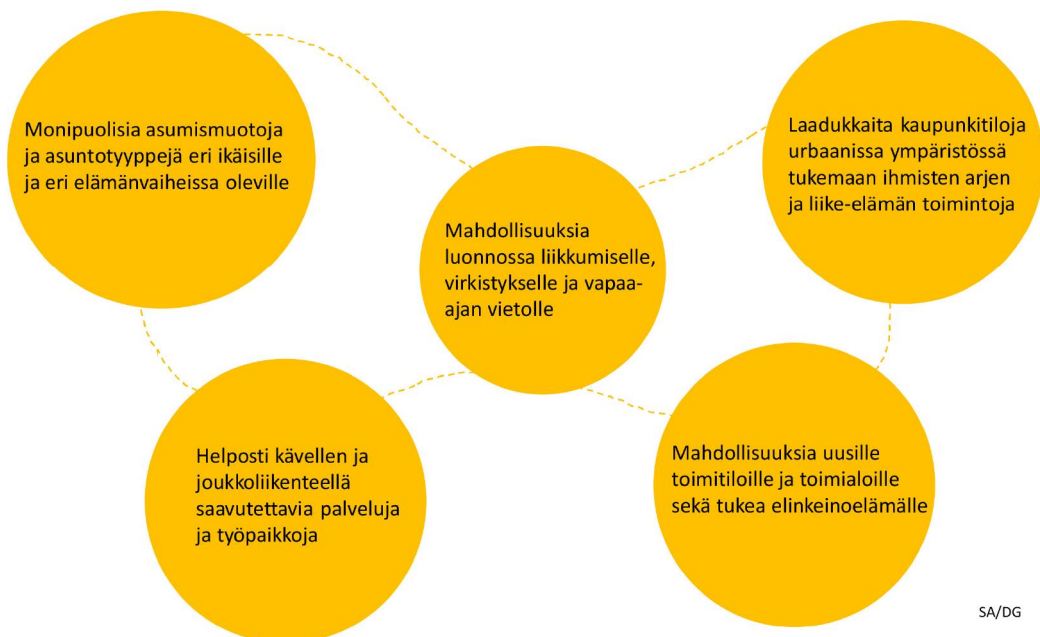 Monipuolisia asumismuotoja
ja asuntotyyppejä eri ikäisille
ja eri elämänvaiheissa oleville
Mahdollisuuksia
luonnossa liikkumiselle,
virkistykselle ja vapaa-
ajan vietolle
Laadukkaita kaupunkitiloja
urbaanissa ympäristössä
tukemaan ihmisten arjen
ja liike-elämän toimintoja
Helposti kävellen ja
joukkoliikenteellä
saavutettavia palveluja
ja työpaikkoja
Mahdollisuuksia uusille
toimitiloille ja toimialoille
sekä tukea elinkeinoelämälle
SA/DG